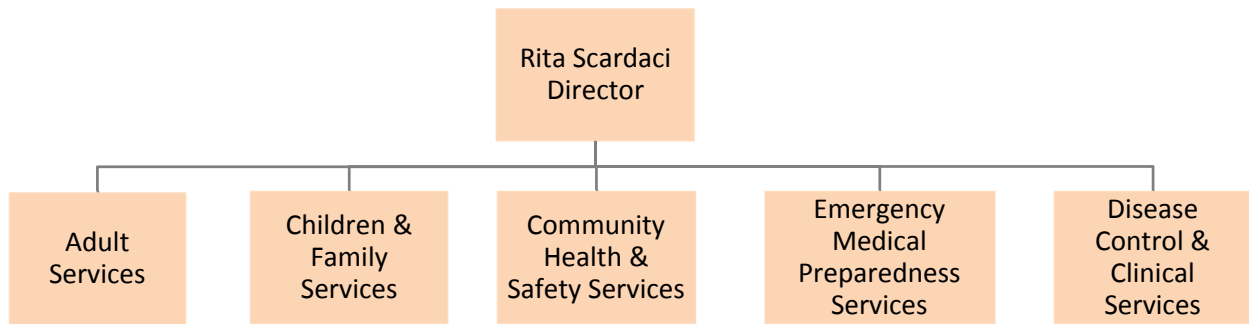 Rita Scardaci
Director
Adult
Services
Children &
Family
Services
Community
Health &
Safety Services
Emergency
Medical
Preparedness
Services
Disease
Control &
Clinical
Services